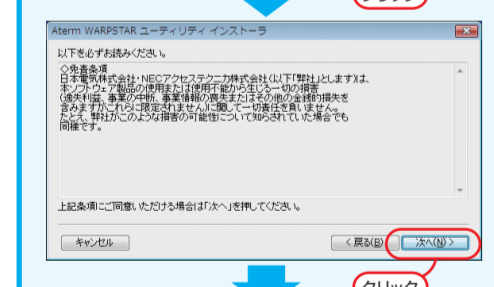 クリック
Aterm WARPSTAR ユーティリティ インストーラ
以下を必ずお読みください。
◇免責条項
日本電気株式会社・NECアクセステクニカ株式会社(以下「弊社」とします)は、
本ソフトウェア製品の使用または使用不能から生じる一切の損害
(逸失利益、事業の中断、事業情報の喪失またはその他の金銭的損失を
含みますがこれらに限定されません)に関して一切責任を負いません。
たとえ、弊社がこのような損害の可能性について知らされていた場合でも
同様です。
上記条項にご同意いただける場合は「次へ」を押してください。
キャンセル
< 戻る(B)
次へ(N) >
クリック